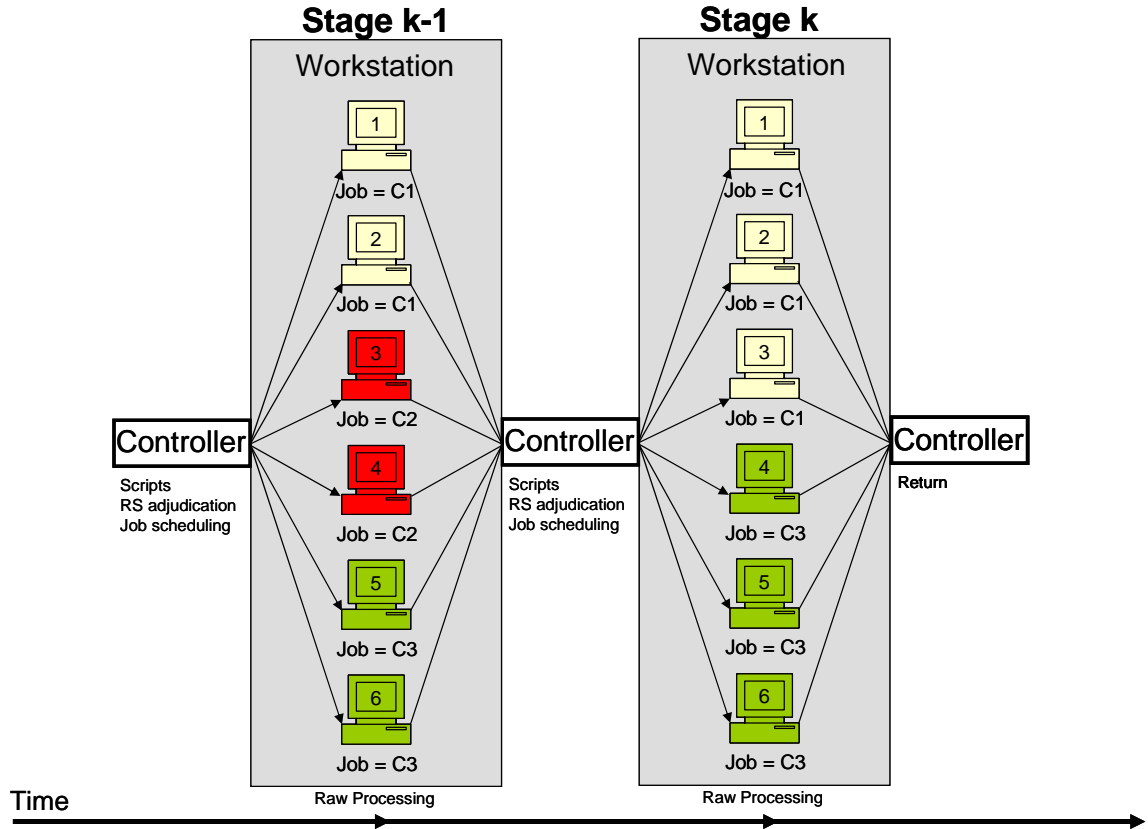 Stage k-1
Stage k
Workstation
Workstation
1
Job = C1
2
Job = C1
3
Job = C2
4
Job = C2
5
Job = C3
6
Job = C3
1
Job = C1
2
Job = C1
3
Job = C1
4
Job = C3
5
Job = C3
6
Job = C3
Controller
Scripts
RS adjudication
Job scheduling
Controller
Scripts
RS adjudication
Job scheduling
Controller
Return
Raw Processing
Raw Processing
Time